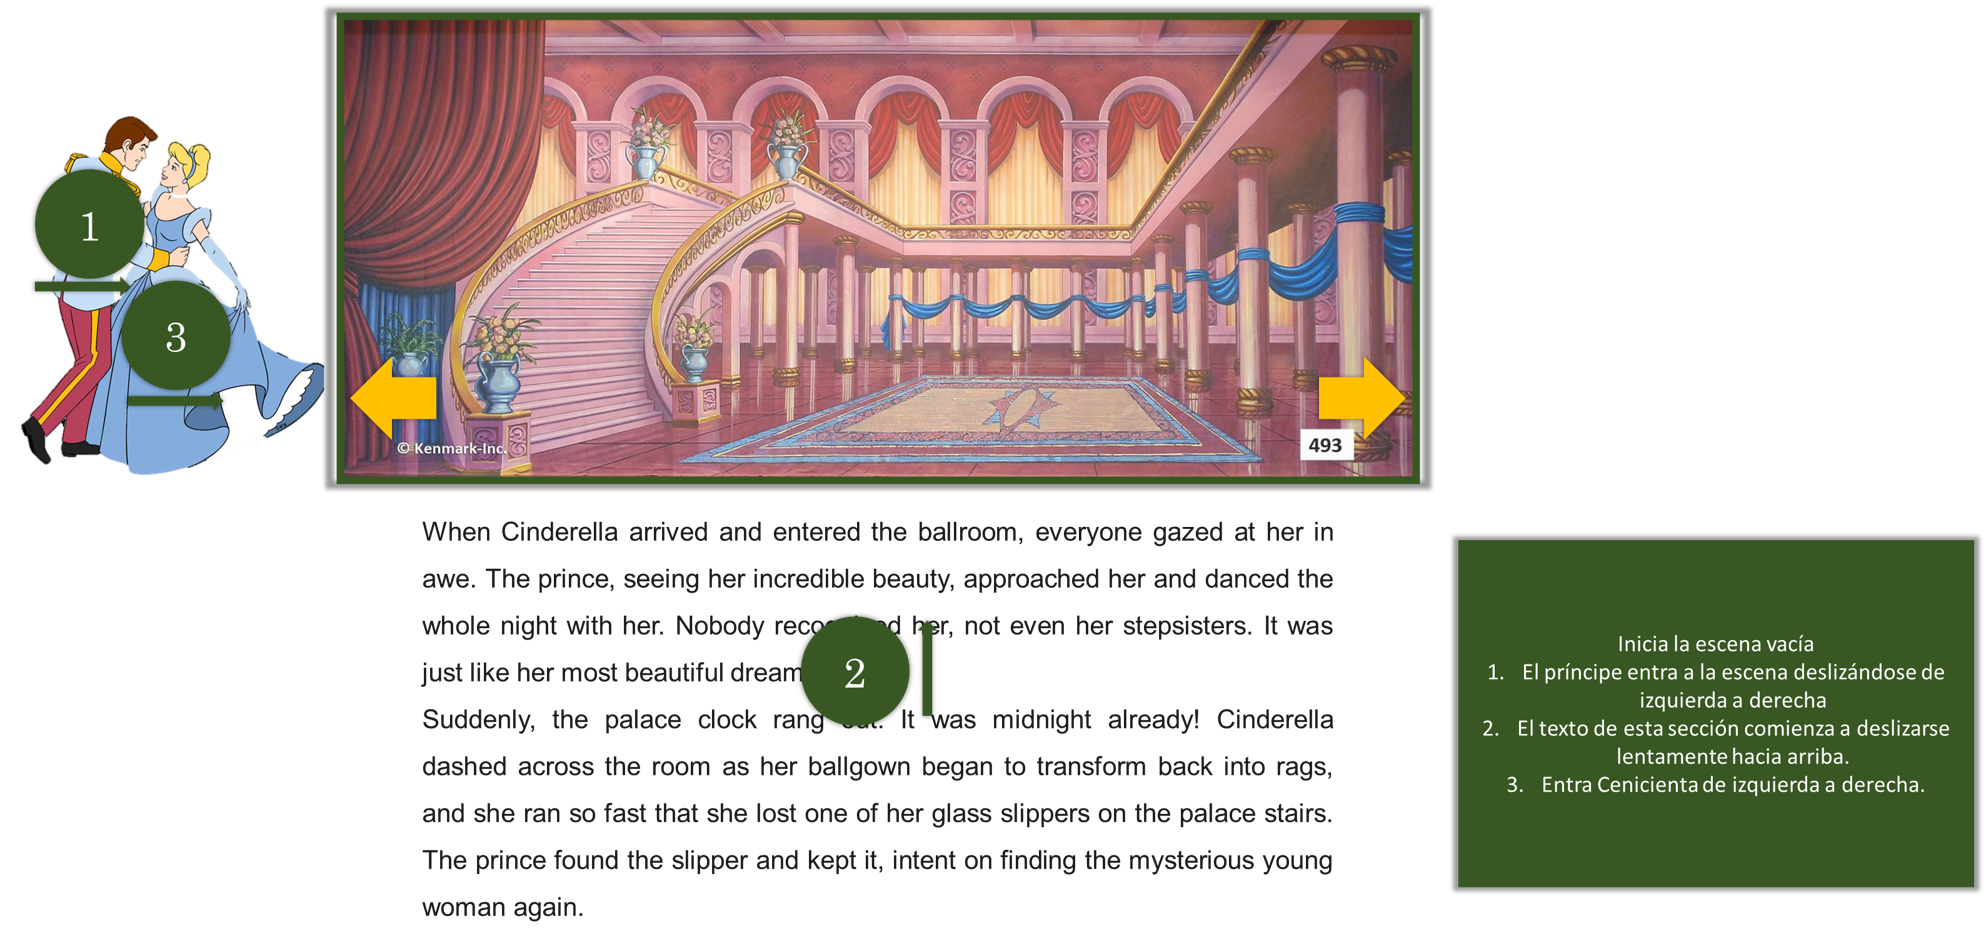 1
3
© Kenmark-Inc.
493
When Cinderella arrived and entered the ballroom, everyone gazed at her in
awe. The prince, seeing her incredible beauty, approached her and danced the
whole night with her. Nobody her, not even her stepsisters. It was
just like her most beautiful dream
2
Suddenly, the palace clock rang out. It was midnight already! Cinderella
dashed across the room as her ballgown began to transform back into rags,
and she ran so fast that she lost one of her glass slippers on the palace stairs.
The prince found the slipper and kept it, intent on finding the mysterious young
woman again.
Inicia la escena vacía
1. El príncipe entra a la escena deslizándose de
izquierda a derecha
2. El texto de esta sección comienza a deslizarse
lentamente hacia arriba.
3. Entra Cenicienta de izquierda a derecha.